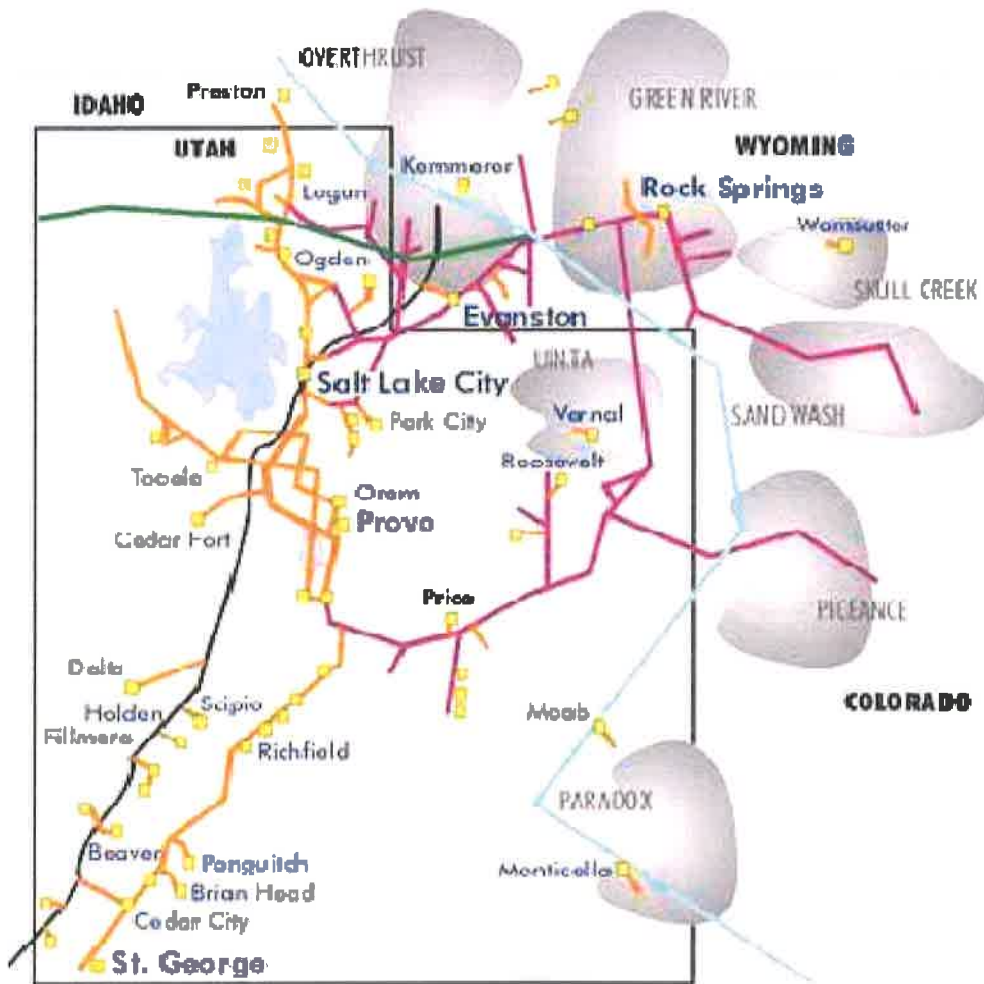 OVERTHRUST
Preston
IDAHO
GREEN RIVER
UTAH
WYOMING
Kemmerer
Rock Springs
Logan
Wamsutter
Ogden
SKULL CREEK
Evanston
UINTA
Salt Lake City
SAND WASH
Park City
Vernal
Roosevelt
Tooele
Orem
Provo
Cedar Fort
Price
PICEANCE
Delta
Scipio
COLORADO
Holden
Moab
Fillmore
Richfield
PARADOX
Beaver
Panguitch
Monticello
Brian Head
Cedar City
St. George